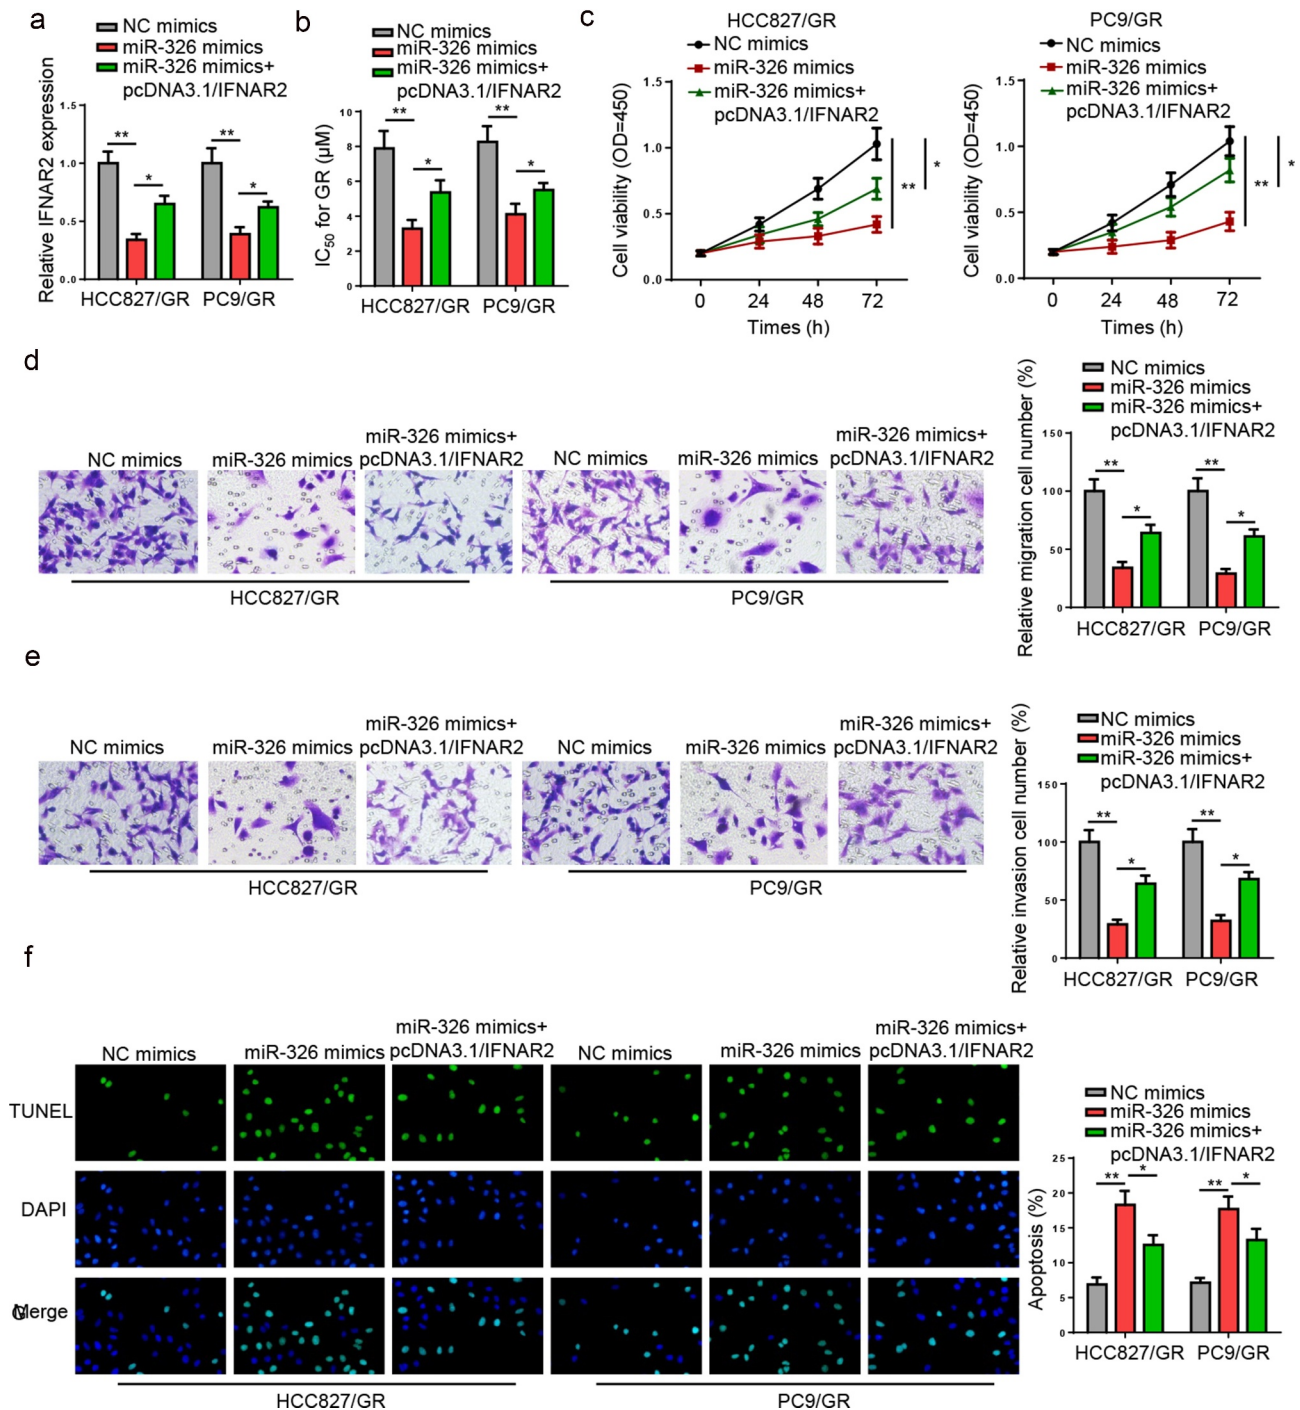 a
NC mimics
miR-326 mimics
miR-326 mimics+
pcDNA3.1/IFNAR2
Relative IFNAR2 expression
1.5
1.0
0.5
0.0
**
*
**
*
HCC827/GR
PC9/GR
b
NC mimics
miR-326 mimics
miR-326 mimics+
pcDNA3.1/IFNAR2
IC50 for GR (μM)
10
8
6
4
2
0
**
*
**
*
HCC827/GR
PC9/GR
c
HCC827/GR
NC mimics
miR-326 mimics
miR-326 mimics+
pcDNA3.1/IFNAR2
Cell viability (OD=450)
1.5
1.0
0.5
0.0
**
*
0
24
48
72
Times (h)
PC9/GR
NC mimics
miR-326 mimics
miR-326 mimics+
pcDNA3.1/IFNAR2
Cell viability (OD=450)
1.5
1.0
0.5
0.0
**
*
0
24
48
72
Times (h)
d
NC mimics
miR-326 mimics
miR-326 mimics+
pcDNA3.1/IFNAR2
NC mimics
miR-326 mimics
miR-326 mimics+
pcDNA3.1/IFNAR2
HCC827/GR
PC9/GR
NC mimics
miR-326 mimics
miR-326 mimics+
pcDNA3.1/IFNAR2
Relative migration cell number (%)
150
100
50
0
**
*
**
*
HCC827/GR
PC9/GR
e
NC mimics
miR-326 mimics
miR-326 mimics+
pcDNA3.1/IFNAR2
NC mimics
miR-326 mimics
miR-326 mimics+
pcDNA3.1/IFNAR2
HCC827/GR
PC9/GR
NC mimics
miR-326 mimics
miR-326 mimics+
pcDNA3.1/IFNAR2
Relative invasion cell number (%)
150
100
50
0
**
*
**
*
HCC827/GR
PC9/GR
f
NC mimics
miR-326 mimics
miR-326 mimics+
pcDNA3.1/IFNAR2
NC mimics
miR-326 mimics
miR-326 mimics+
pcDNA3.1/IFNAR2
TUNEL
DAPI
Merge
HCC827/GR
PC9/GR
NC mimics
miR-326 mimics
miR-326 mimics+
pcDNA3.1/IFNAR2
Apoptosis (%)
25
20
15
10
5
0
**
*
**
*
HCC827/GR
PC9/GR